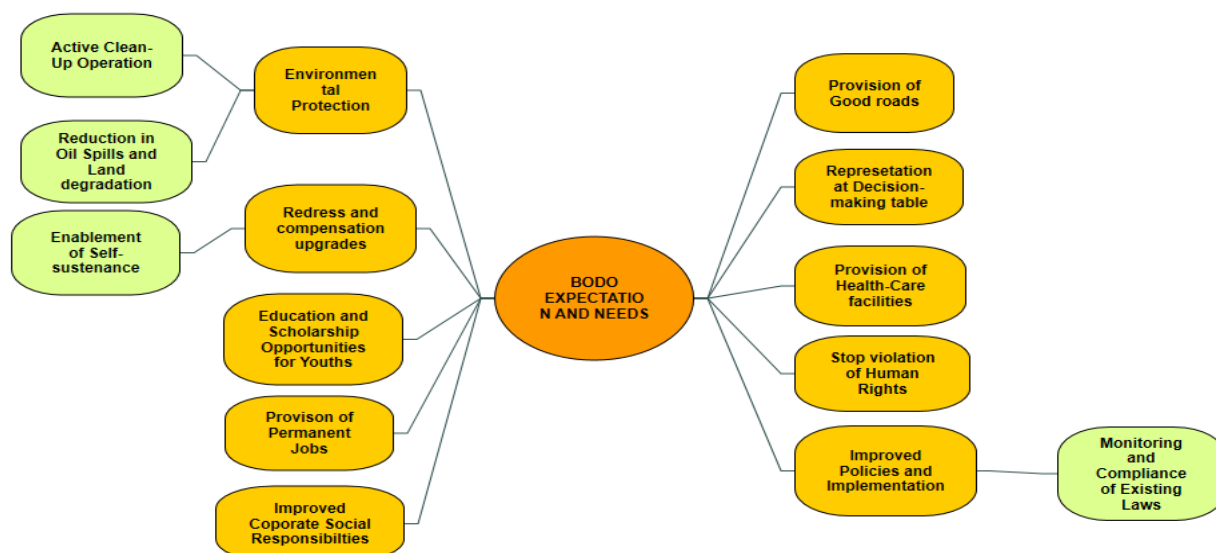 Active Clean-
Up Operation
Reduction in
Oil Spills and
Land
degradation
Enablement
of Self-
sustenance
Environmen
tal
Protection
Redress and
compensation
upgrades
Education and
Scholarship
Opportunities
for Youths
Provison of
Permanent
Jobs
Improved
Coporate Social
Responsibilties
BODO
EXPECTATIO
N AND NEEDS
Provision of
Good roads
Represetation
at Decision-
making table
Provision of
Health-Care
facilities
Stop violation
of Human
Rights
Improved
Policies and
Implementation
Monitoring
and
Compliance
of Existing
Laws